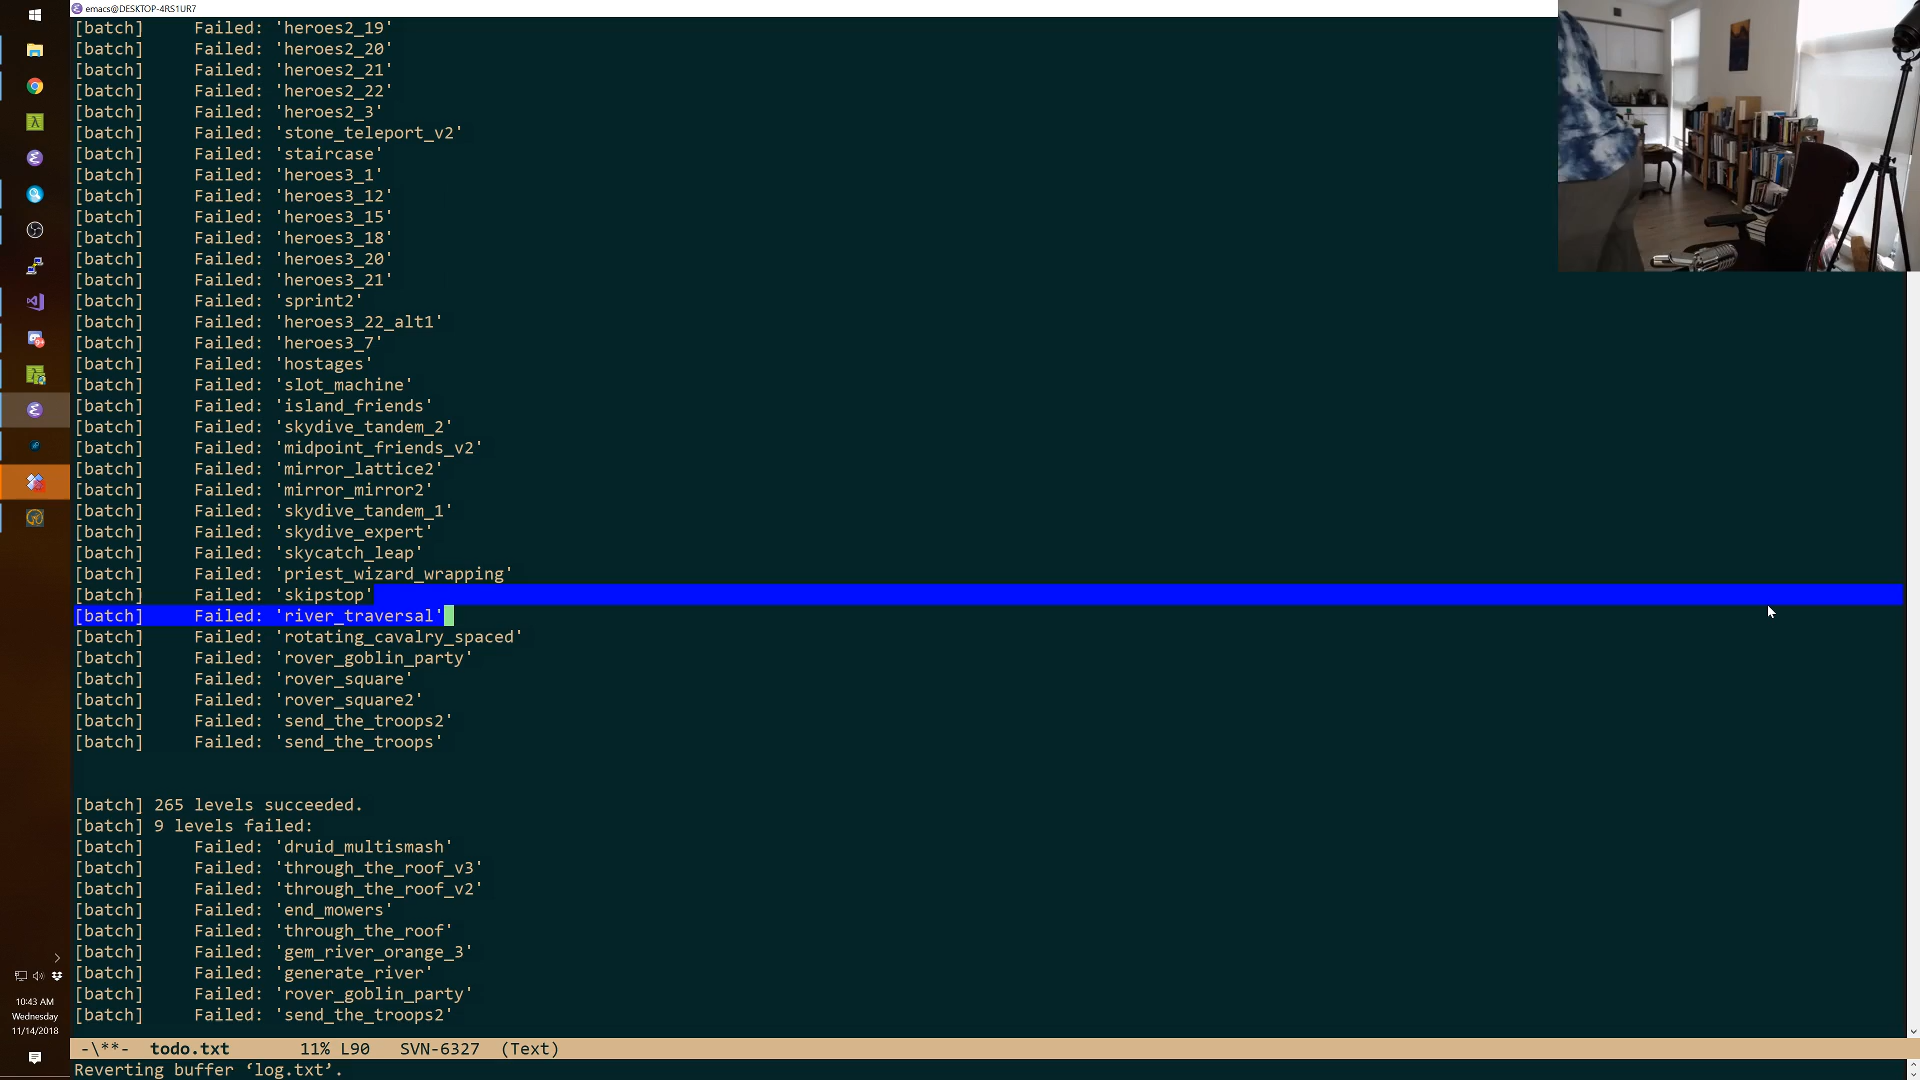 emacs@DESKTOP-4RS1UR7
[batch]     Failed: 'heroes2_19'
[batch]     Failed: 'heroes2_20'
[batch]     Failed: 'heroes2_21'
[batch]     Failed: 'heroes2_22'
[batch]     Failed: 'heroes2_3'
[batch]     Failed: 'stone_teleport_v2'
[batch]     Failed: 'staircase'
[batch]     Failed: 'heroes3_1'
[batch]     Failed: 'heroes3_12'
[batch]     Failed: 'heroes3_15'
[batch]     Failed: 'heroes3_18'
[batch]     Failed: 'heroes3_20'
[batch]     Failed: 'heroes3_21'
[batch]     Failed: 'sprint2'
[batch]     Failed: 'heroes3_22_alt1'
[batch]     Failed: 'heroes3_7'
[batch]     Failed: 'hostages'
[batch]     Failed: 'slot_machine'
[batch]     Failed: 'island_friends'
[batch]     Failed: 'skydive_tandem_2'
[batch]     Failed: 'midpoint_friends_v2'
[batch]     Failed: 'mirror_lattice2'
[batch]     Failed: 'mirror_mirror2'
[batch]     Failed: 'skydive_tandem_1'
[batch]     Failed: 'skydive_expert'
[batch]     Failed: 'skycatch_leap'
[batch]     Failed: 'priest_wizard_wrapping'
[batch]     Failed: 'skipstop'
[batch]     Failed: 'river_traversal'
[batch]     Failed: 'rotating_cavalry_spaced'
[batch]     Failed: 'rover_goblin_party'
[batch]     Failed: 'rover_square'
[batch]     Failed: 'rover_square2'
[batch]     Failed: 'send_the_troops2'
[batch]     Failed: 'send_the_troops'
[batch] 265 levels succeeded.
[batch] 9 levels failed:
[batch]     Failed: 'druid_multismash'
[batch]     Failed: 'through_the_roof_v3'
[batch]     Failed: 'through_the_roof_v2'
[batch]     Failed: 'end_mowers'
[batch]     Failed: 'through_the_roof'
[batch]     Failed: 'gem_river_orange_3'
[batch]     Failed: 'generate_river'
[batch]     Failed: 'rover_goblin_party'
[batch]     Failed: 'send_the_troops2'
-\**-  todo.txt       11% L90   SVN-6327  (Text)
Reverting buffer ‘log.txt’.
10:43 AM
Wednesday
11/14/2018